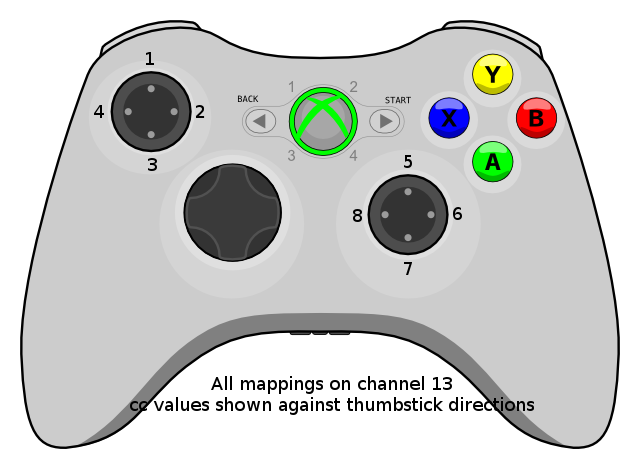 1
4
2
3
BACK
START
1
2
3
4
Y
X
B
A
5
8
6
7
All mappings on channel 13
cc values shown against thumbstick directions